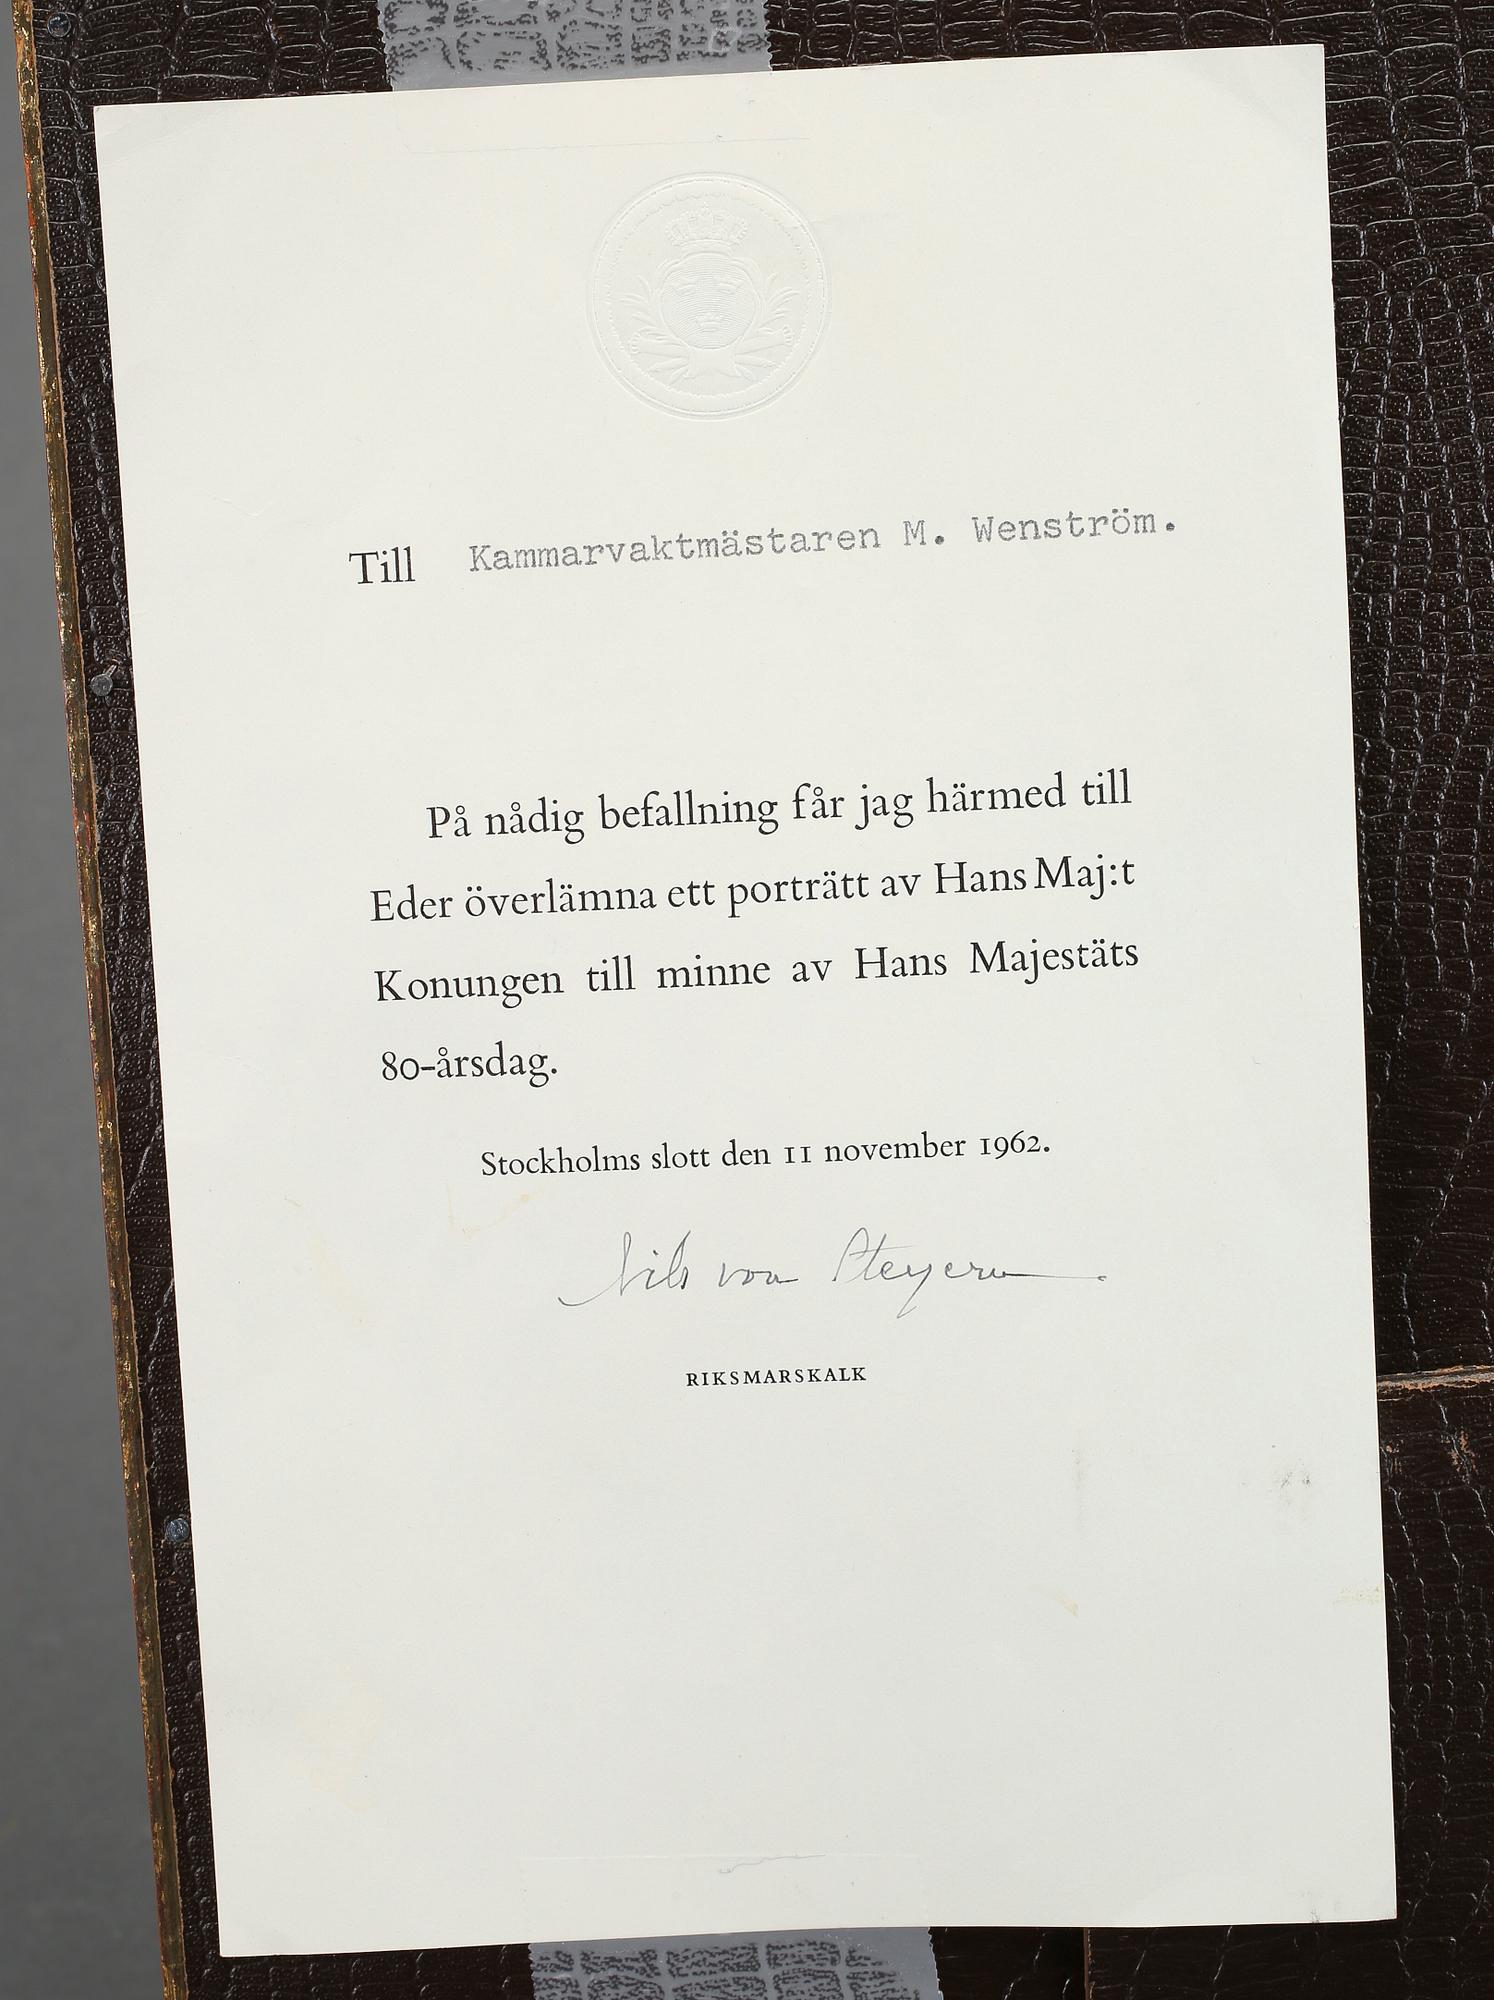 Till Kammarvaktmästaren M. Wenström.
På nådig befallning får jag härmed till
Eder överlämna ett porträtt av Hans Maj:t
Konungen till minne av Hans Majestäts
80-årsdag.
Stockholms slott den 11 november 1962.
Nils von Steyern
RIKSMARSKALK